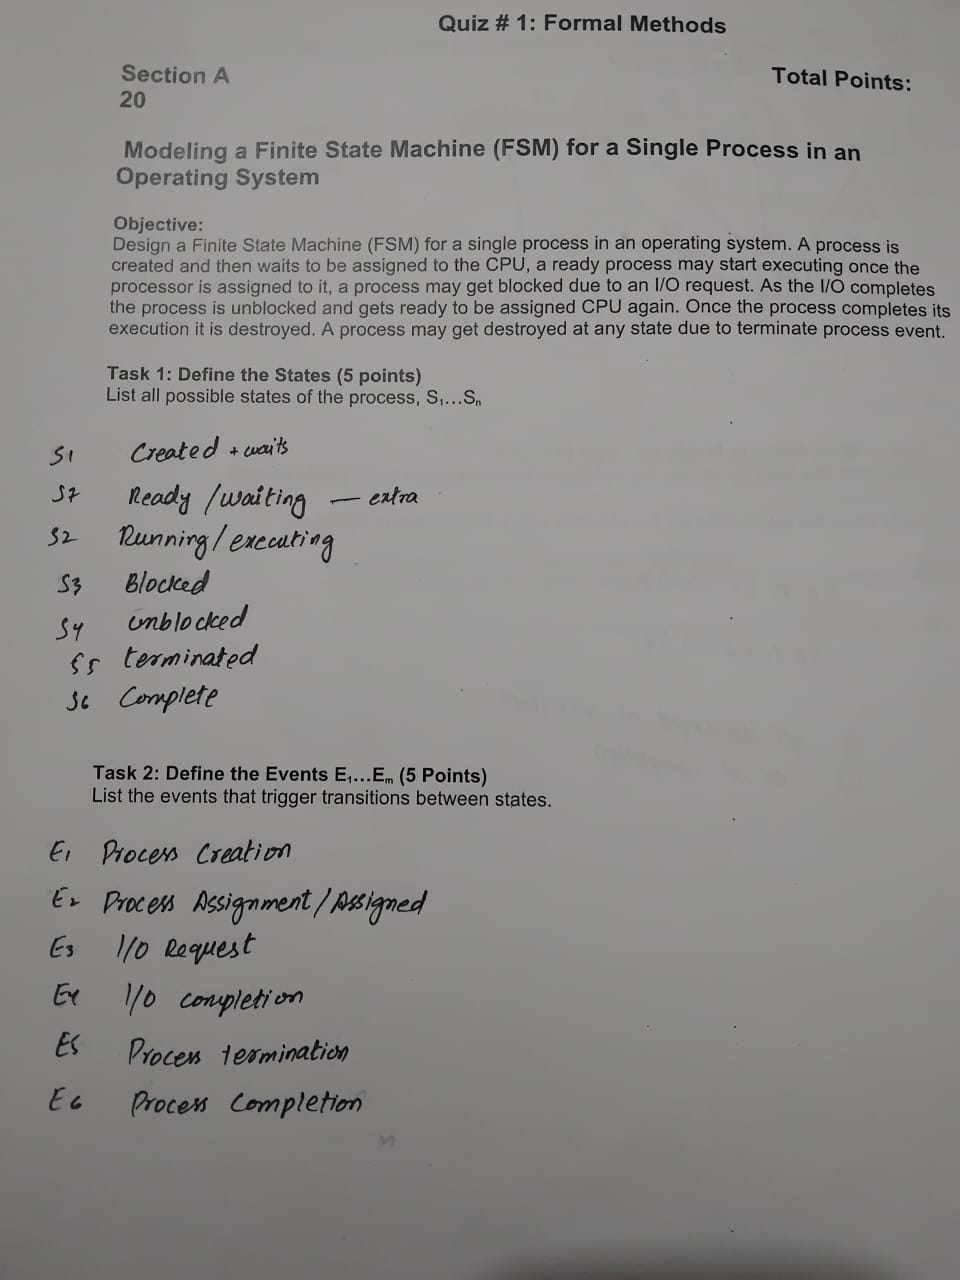 Quiz # 1: Formal Methods
Section A
Total Points:
20
Modeling a Finite State Machine (FSM) for a Single Process in an
Operating System
Objective:
Design a Finite State Machine (FSM) for a single process in an operating system. A process is
created and then waits to be assigned to the CPU, a ready process may start executing once the
processor is assigned to it, a process may get blocked due to an I/O request. As the I/O completes
the process is unblocked and gets ready to be assigned CPU again. Once the process completes its
execution it is destroyed. A process may get destroyed at any state due to terminate process event.
Task 1: Define the States (5 points)
List all possible states of the process, S₁...Sₙ
S1 Created + waits
S7 Ready /waiting — extra
S2 Running/executing
S3 Blocked
S4 unblocked
S5 terminated
S6 Complete
Task 2: Define the Events E₁...Eₘ (5 Points)
List the events that trigger transitions between states.
E1 Process Creation
E2 Process Assignment/Assigned
E3 I/O Request
E4 I/O completion
E5 Process termination
E6 Process Completion